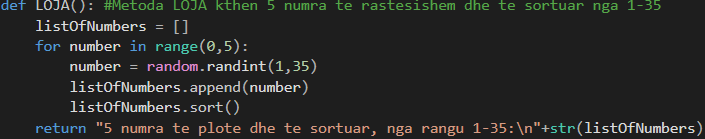 def LOJA(): #Metoda LOJA kthen 5 numra te rastesishem dhe te sortuar nga 1-35
    listOfNumbers = []
    for number in range(0,5):
        number = random.randint(1,35)
        listOfNumbers.append(number)
        listOfNumbers.sort()
    return "5 numra te plote dhe te sortuar, nga rangu 1-35:\n"+str(listOfNumbers)